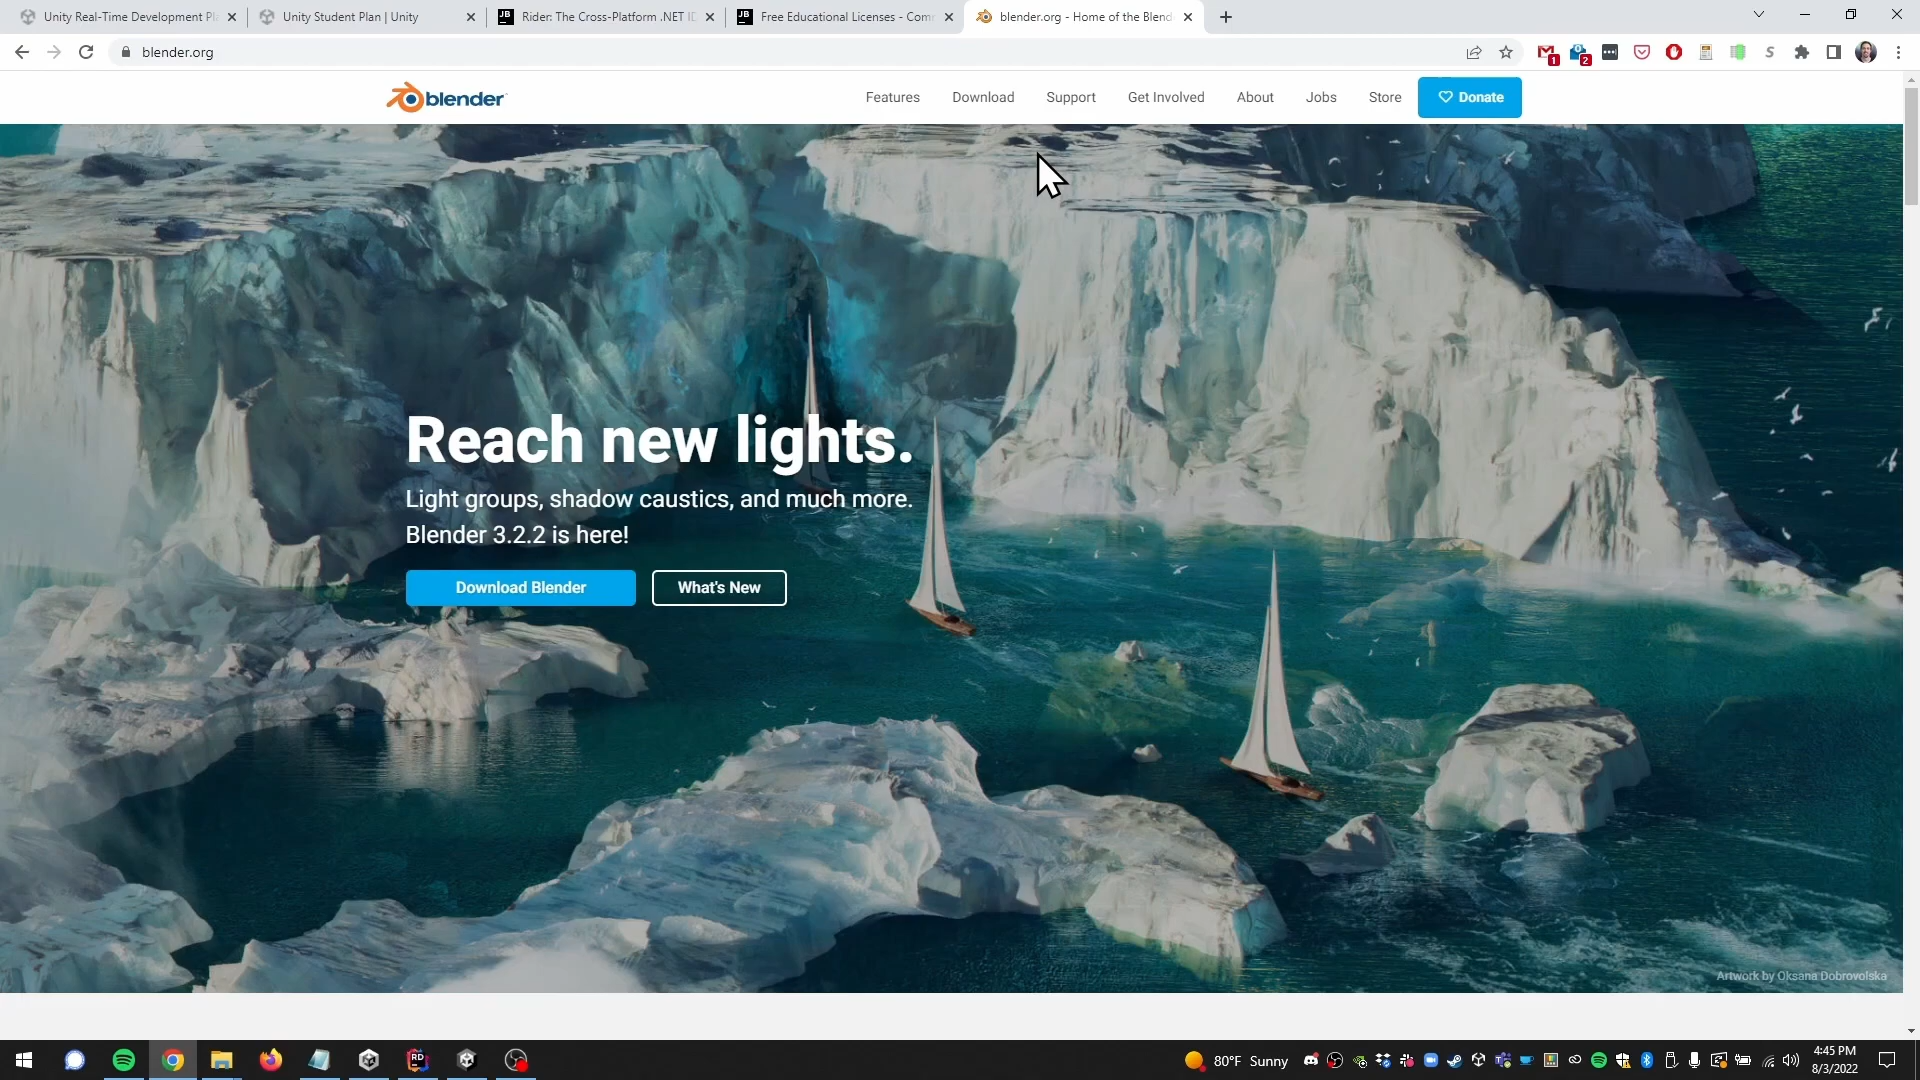 Unity Real-Time Development Pl
Unity Student Plan | Unity
Rider: The Cross-Platform .NET ID
Free Educational Licenses - Com
blender.org - Home of the Blend
blender.org
1
2
blender
Features
Download
Support
Get Involved
About
Jobs
Store
Donate
Reach new lights.
Light groups, shadow caustics, and much more.
Blender 3.2.2 is here!
Download Blender
What's New
Artwork by Oksana Dobrovolska
80°F Sunny
4:45 PM
8/3/2022